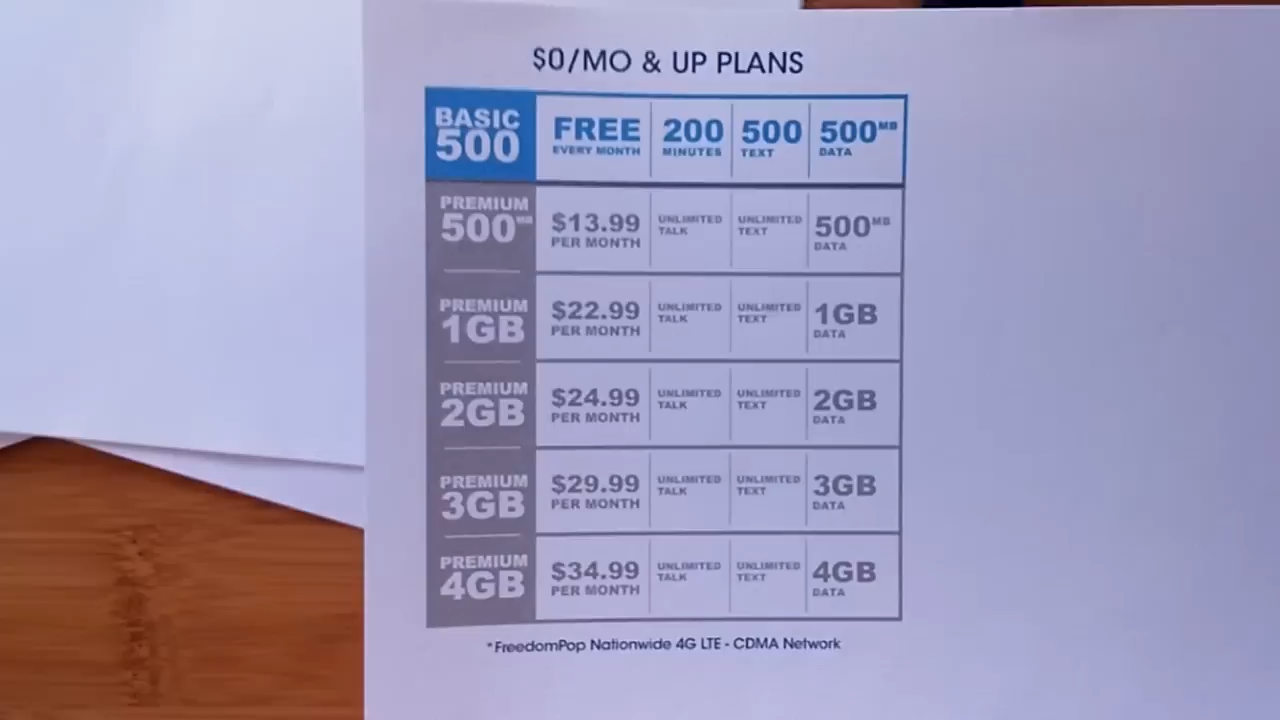 $0/MO & UP PLANS
BASIC
500
FREE
EVERY MONTH
200
MINUTES
500
TEXT
500MB
DATA
PREMIUM
500MB
$13.99
PER MONTH
UNLIMITED
TALK
UNLIMITED
TEXT
500MB
DATA
PREMIUM
1GB
$22.99
PER MONTH
UNLIMITED
TALK
UNLIMITED
TEXT
1GB
DATA
PREMIUM
2GB
$24.99
PER MONTH
UNLIMITED
TALK
UNLIMITED
TEXT
2GB
DATA
PREMIUM
3GB
$29.99
PER MONTH
UNLIMITED
TALK
UNLIMITED
TEXT
3GB
DATA
PREMIUM
4GB
$34.99
PER MONTH
UNLIMITED
TALK
UNLIMITED
TEXT
4GB
DATA
*FreedomPop Nationwide 4G LTE - CDMA Network